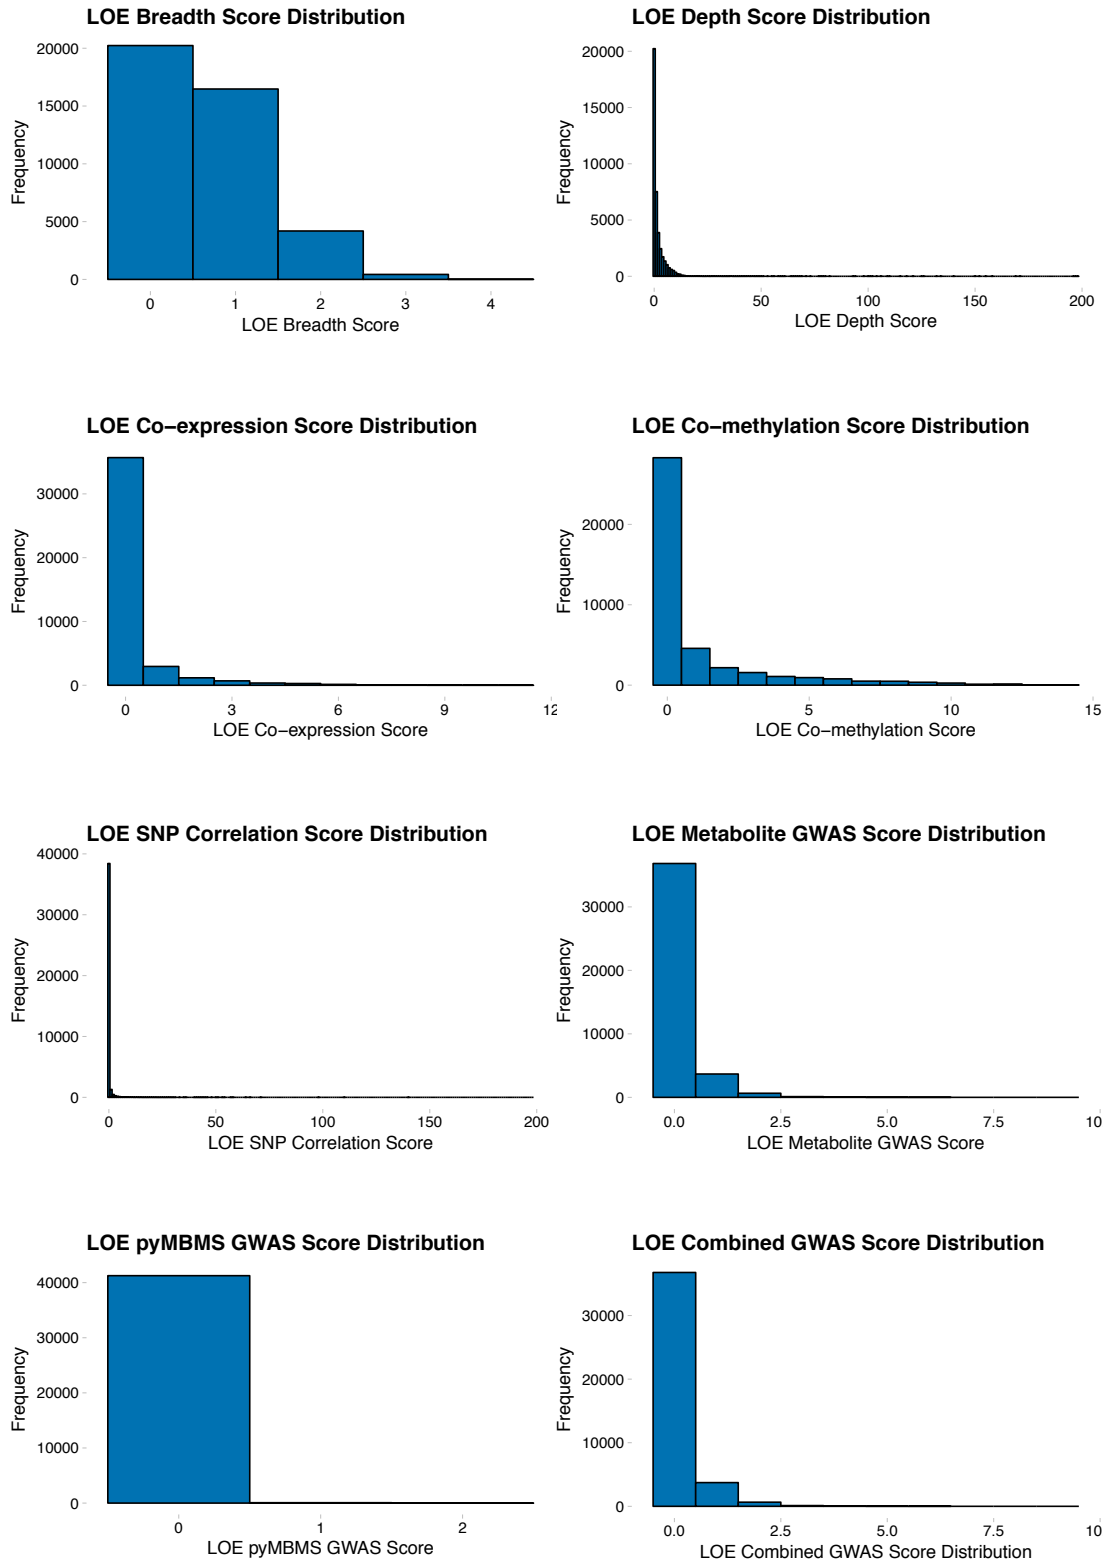 LOE Breadth Score Distribution
Frequency
20000
15000
10000
5000
0
0 1 2 3 4
LOE Breadth Score
LOE Depth Score Distribution
Frequency
20000
15000
10000
5000
0
0 50 100 150 200
LOE Depth Score
LOE Co−expression Score Distribution
Frequency
30000
20000
10000
0
0 3 6 9 12
LOE Co−expression Score
LOE Co−methylation Score Distribution
Frequency
20000
10000
0
0 5 10 15
LOE Co−methylation Score
LOE SNP Correlation Score Distribution
Frequency
40000
30000
20000
10000
0
0 50 100 150 200
LOE SNP Correlation Score
LOE Metabolite GWAS Score Distribution
Frequency
30000
20000
10000
0
0.0 2.5 5.0 7.5 10
LOE Metabolite GWAS Score
LOE pyMBMS GWAS Score Distribution
Frequency
40000
30000
20000
10000
0
0 1 2
LOE pyMBMS GWAS Score
LOE Combined GWAS Score Distribution
Frequency
30000
20000
10000
0
0.0 2.5 5.0 7.5 10
LOE Combined GWAS Score Distribution